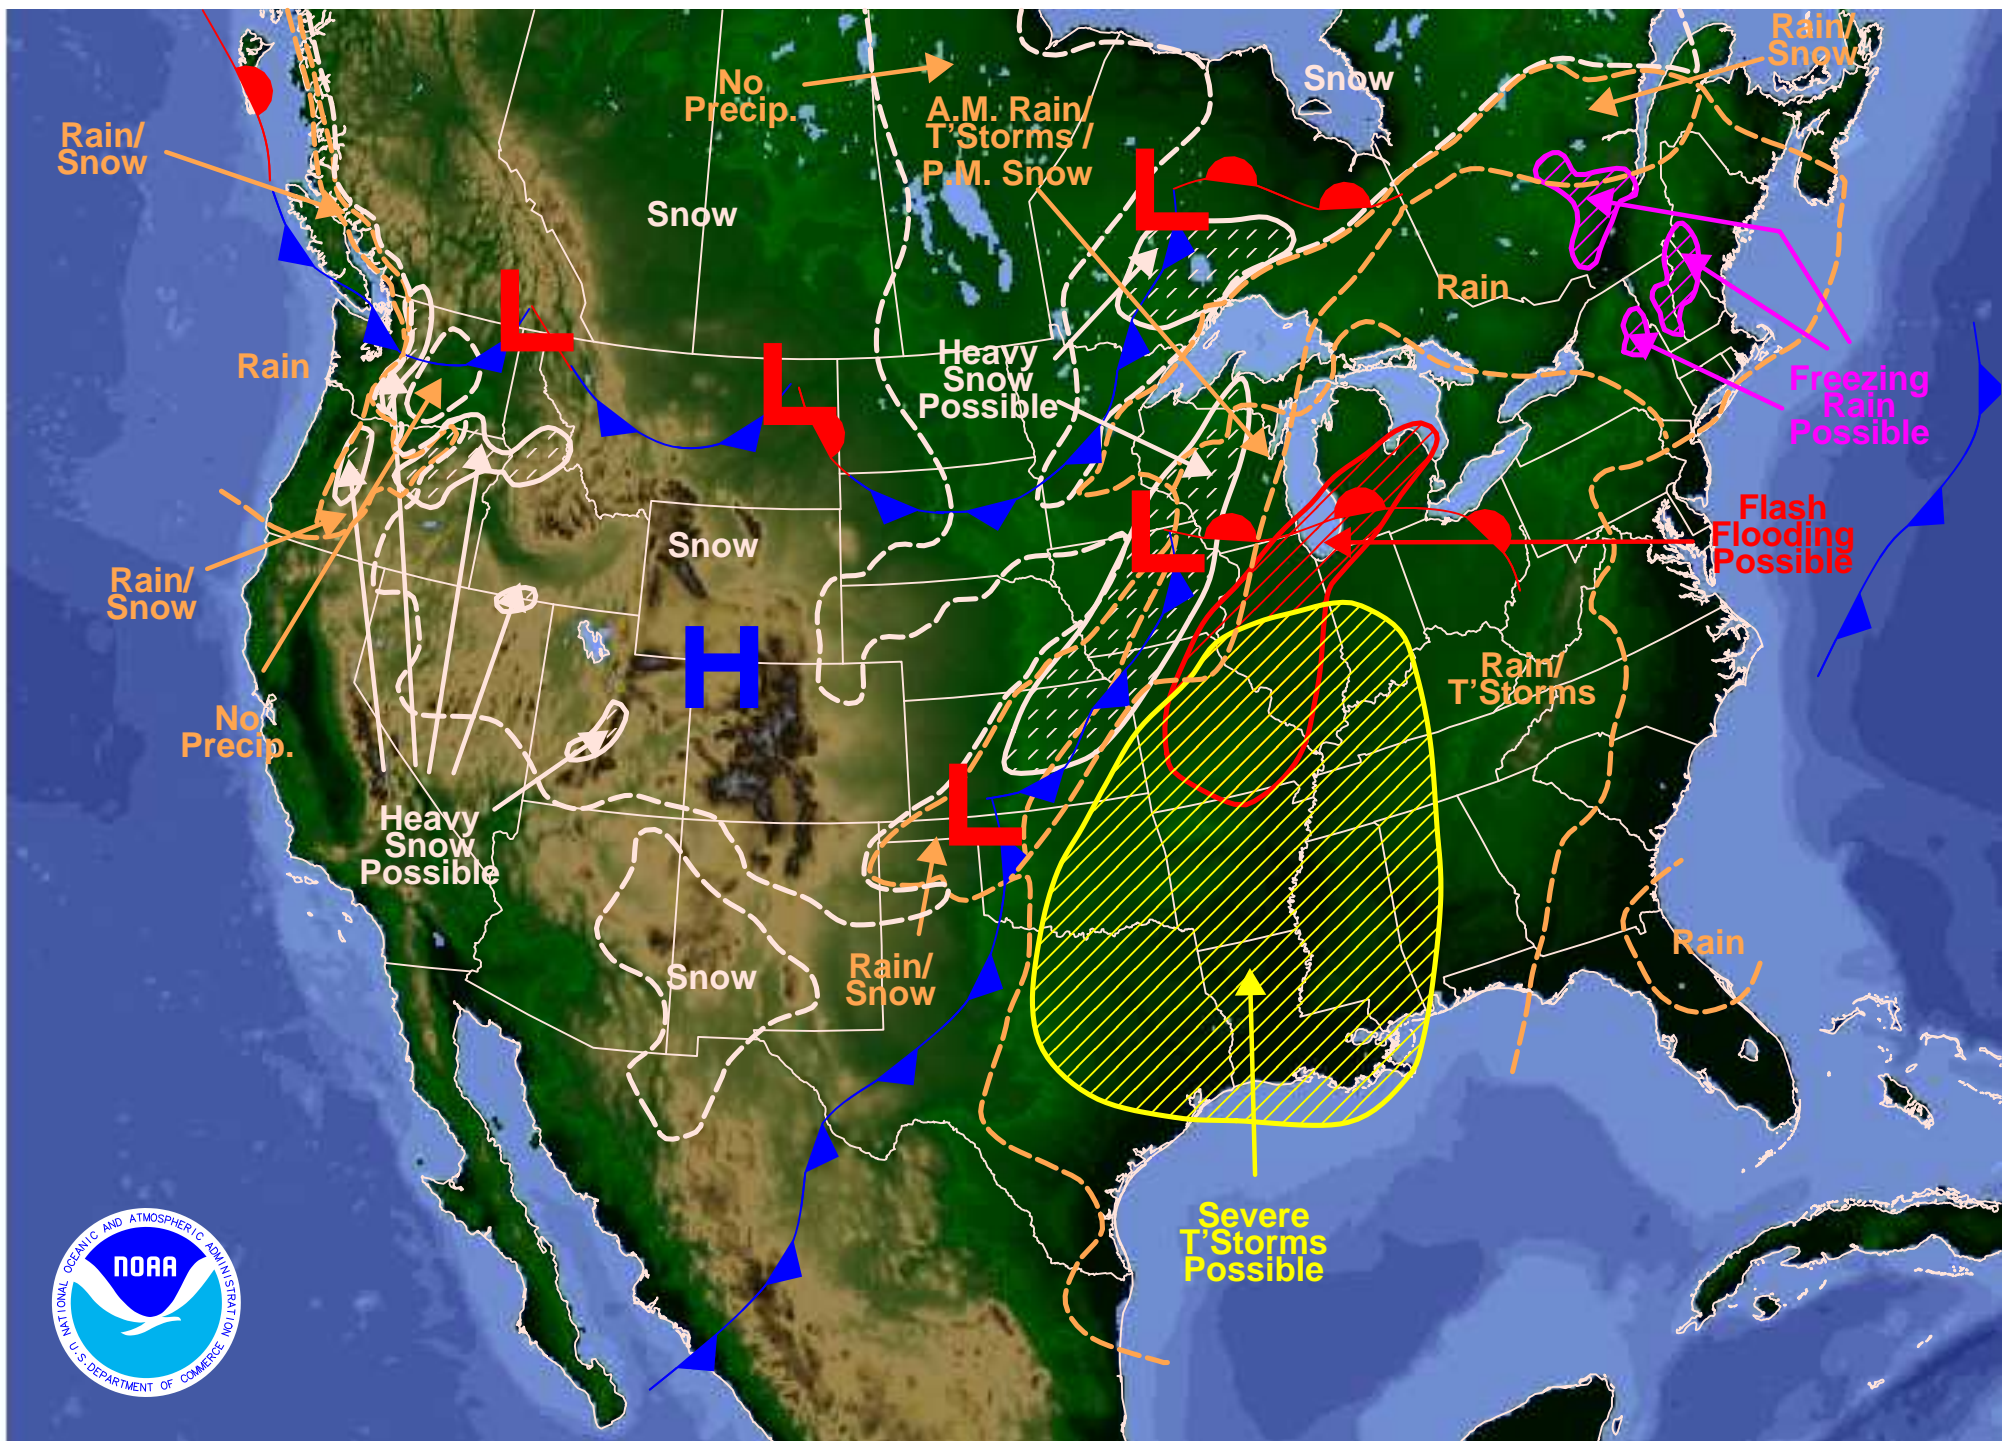 Rain/
Snow
No
Precip.
Snow
A.M. Rain/
T'Storms /
P.M. Snow
Rain/
Snow
Snow
Rain
Rain
L
L
L
Heavy
Snow
Possible
Freezing
Rain
Possible
Flash
Flooding
Possible
L
Snow
Rain/
Snow
H
Rain/
T'Storms
No
Precip.
Heavy
Snow
Possible
L
Snow
Rain/
Snow
Rain
Severe
T'Storms
Possible
NATIONAL OCEANIC AND ATMOSPHERIC ADMINISTRATION
NOAA
U.S. DEPARTMENT OF COMMERCE